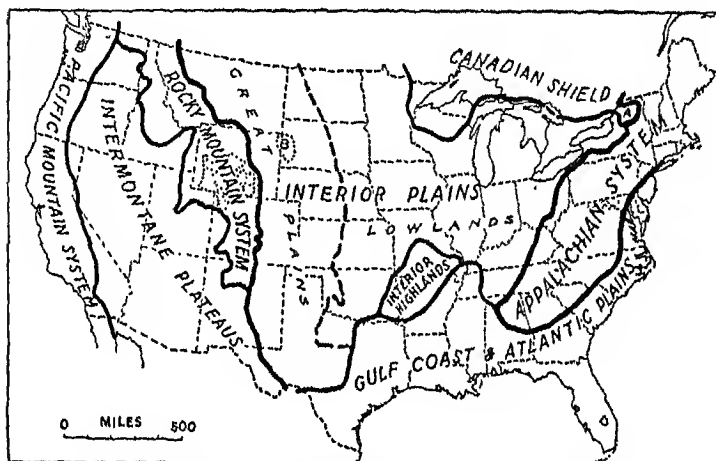 CANADIAN SHIELD
A
PACIFIC MOUNTAIN SYSTEM
ROCKY MOUNTAIN SYSTEM
GREAT PLAINS
B
INTERMONTANE PLATEAUS
INTERIOR PLAINS
LOWLANDS
INTERIOR HIGHLANDS
APPALACHIAN SYSTEM
GULF COAST & ATLANTIC PLAINS
0 MILES 500